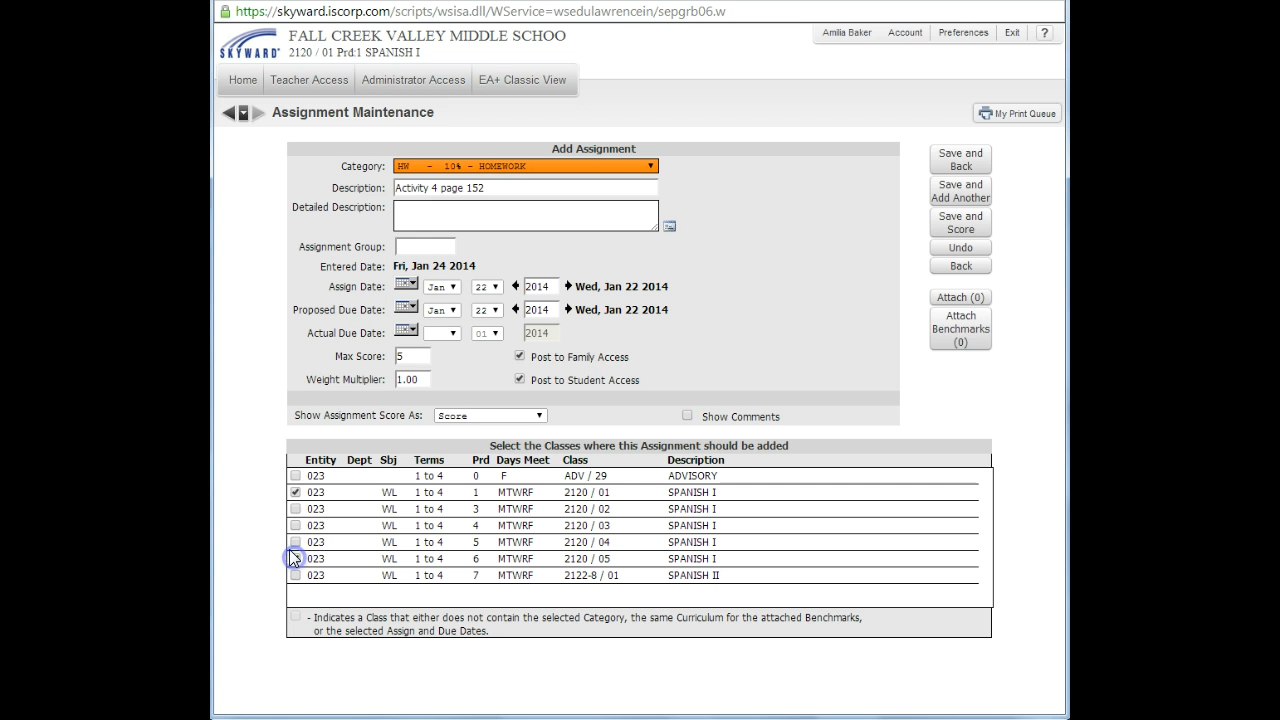 https://skyward.iscorp.com/scripts/wsisa.dll/WService=wsedulawrencein/sepgrb06.w
SKYWARD
FALL CREEK VALLEY MIDDLE SCHOO
2120 / 01 Prd:1 SPANISH I
Amilia Baker Account Preferences Exit ?
Home Teacher Access Administrator Access EA+ Classic View
Assignment Maintenance
My Print Queue
Add Assignment
Category: HW - 10% - HOMEWORK
Description: Activity 4 page 152
Detailed Description:
Assignment Group:
Entered Date: Fri, Jan 24 2014
Assign Date: Jan 22 2014 Wed, Jan 22 2014
Proposed Due Date: Jan 22 2014 Wed, Jan 22 2014
Actual Due Date: 01 2014
Max Score: 5 Post to Family Access
Weight Multiplier: 1.00 Post to Student Access
Show Assignment Score As: Score Show Comments
Save and Back
Save and Add Another
Save and Score
Undo
Back
Attach (0)
Attach Benchmarks (0)
Select the Classes where this Assignment should be added
Entity Dept Sbj Terms Prd Days Meet Class Description
023 1 to 4 0 F ADV / 29 ADVISORY
023 WL 1 to 4 1 MTWRF 2120 / 01 SPANISH I
023 WL 1 to 4 3 MTWRF 2120 / 02 SPANISH I
023 WL 1 to 4 4 MTWRF 2120 / 03 SPANISH I
023 WL 1 to 4 5 MTWRF 2120 / 04 SPANISH I
023 WL 1 to 4 6 MTWRF 2120 / 05 SPANISH I
023 WL 1 to 4 7 MTWRF 2122-8 / 01 SPANISH II
- Indicates a Class that either does not contain the selected Category, the same Curriculum for the attached Benchmarks,
or the selected Assign and Due Dates.